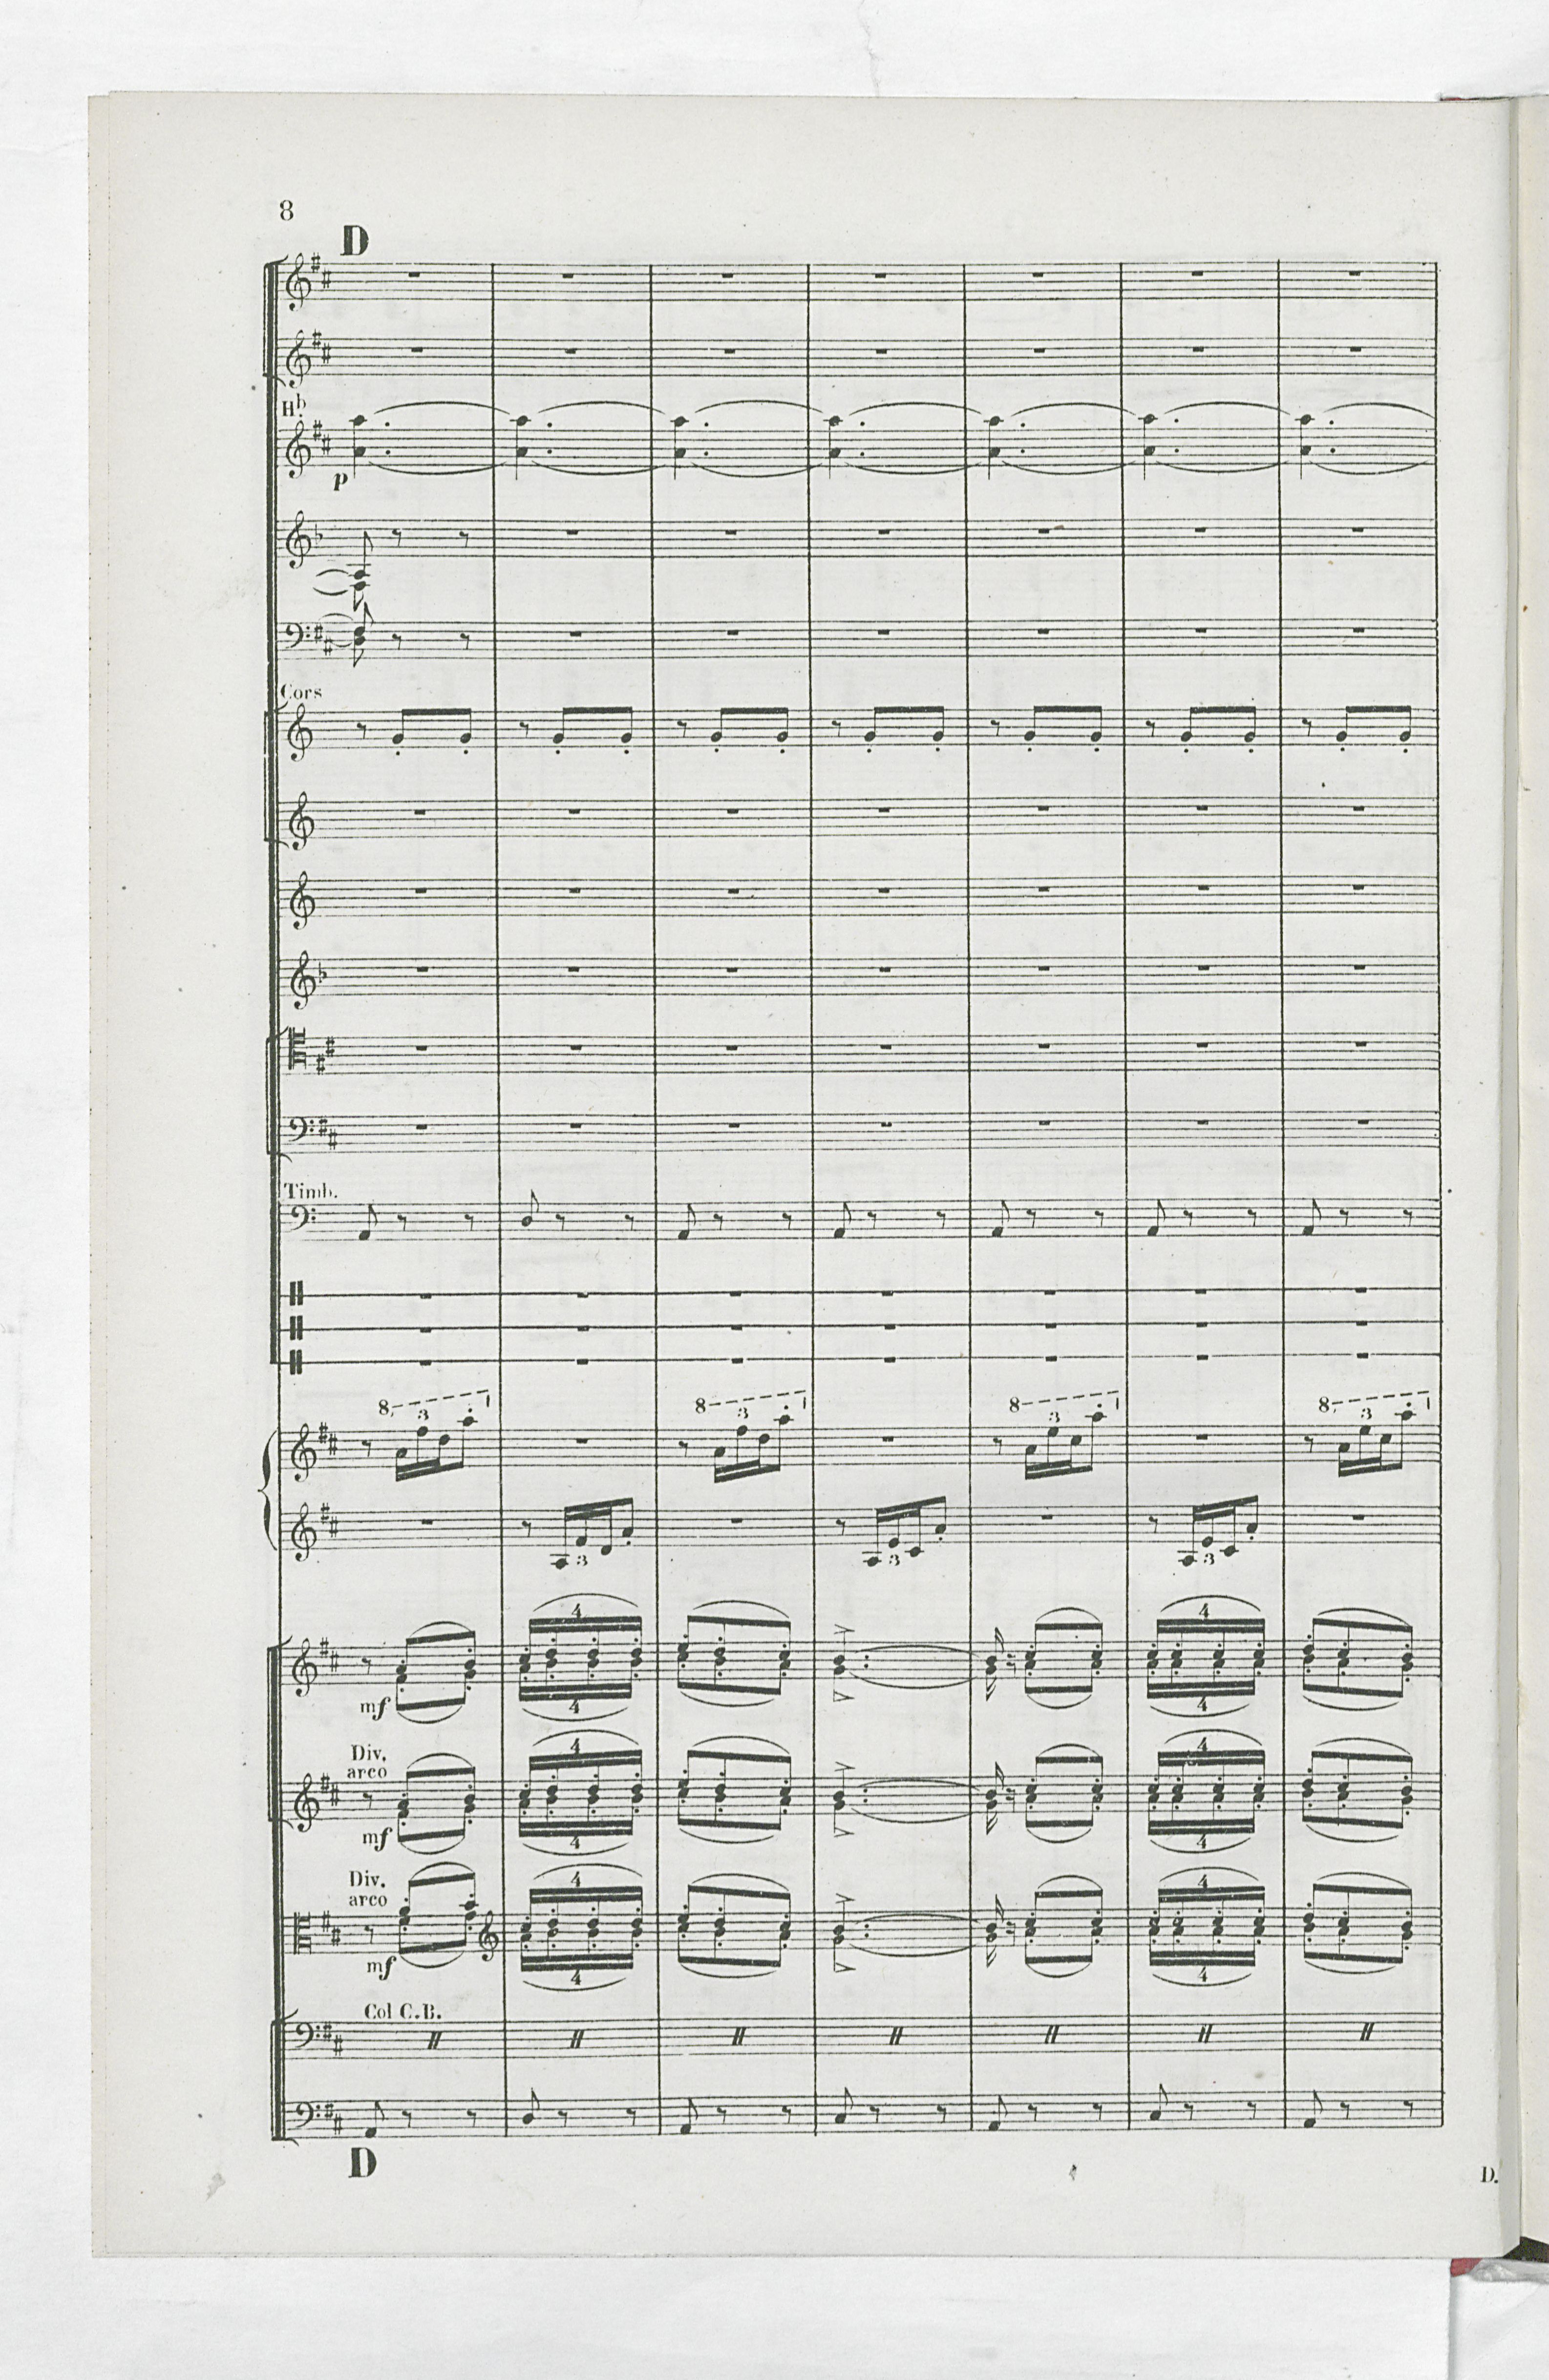 8
D
Hb
p
Cors
Timb.
8 3 8 3 8 3 8 3
3 3 3
4 4
mf 4 4
Div.
arco
4 4
mf 4 4
Div.
arco
4 4
mf 4 4
Col C.B.
D
D.